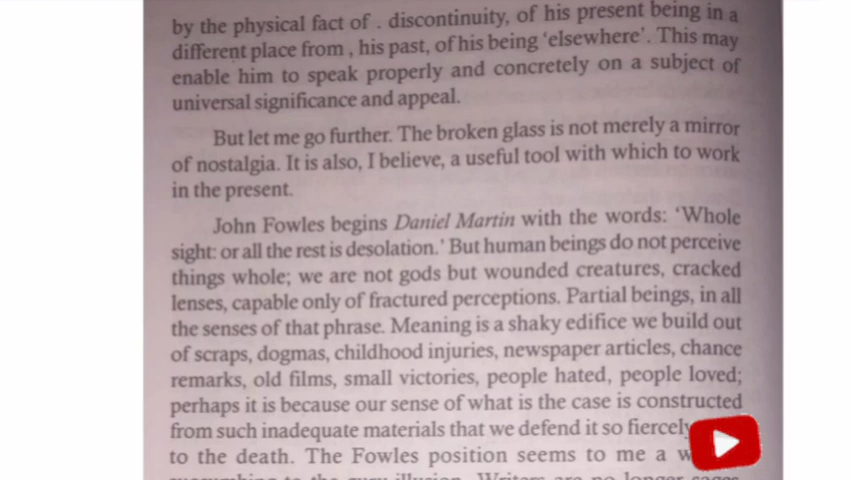 by the physical fact of . discontinuity, of his present being in a
different place from , his past, of his being ‘elsewhere’. This may
enable him to speak properly and concretely on a subject of
universal significance and appeal.
But let me go further. The broken glass is not merely a mirror
of nostalgia. It is also, I believe, a useful tool with which to work
in the present.
John Fowles begins Daniel Martin with the words: ‘Whole
sight: or all the rest is desolation.’ But human beings do not perceive
things whole; we are not gods but wounded creatures, cracked
lenses, capable only of fractured perceptions. Partial beings, in all
the senses of that phrase. Meaning is a shaky edifice we build out
of scraps, dogmas, childhood injuries, newspaper articles, chance
remarks, old films, small victories, people hated, people loved;
perhaps it is because our sense of what is the case is constructed
from such inadequate materials that we defend it so fiercely
to the death. The Fowles position seems to me a
to the illusion. Writers are no longer sages